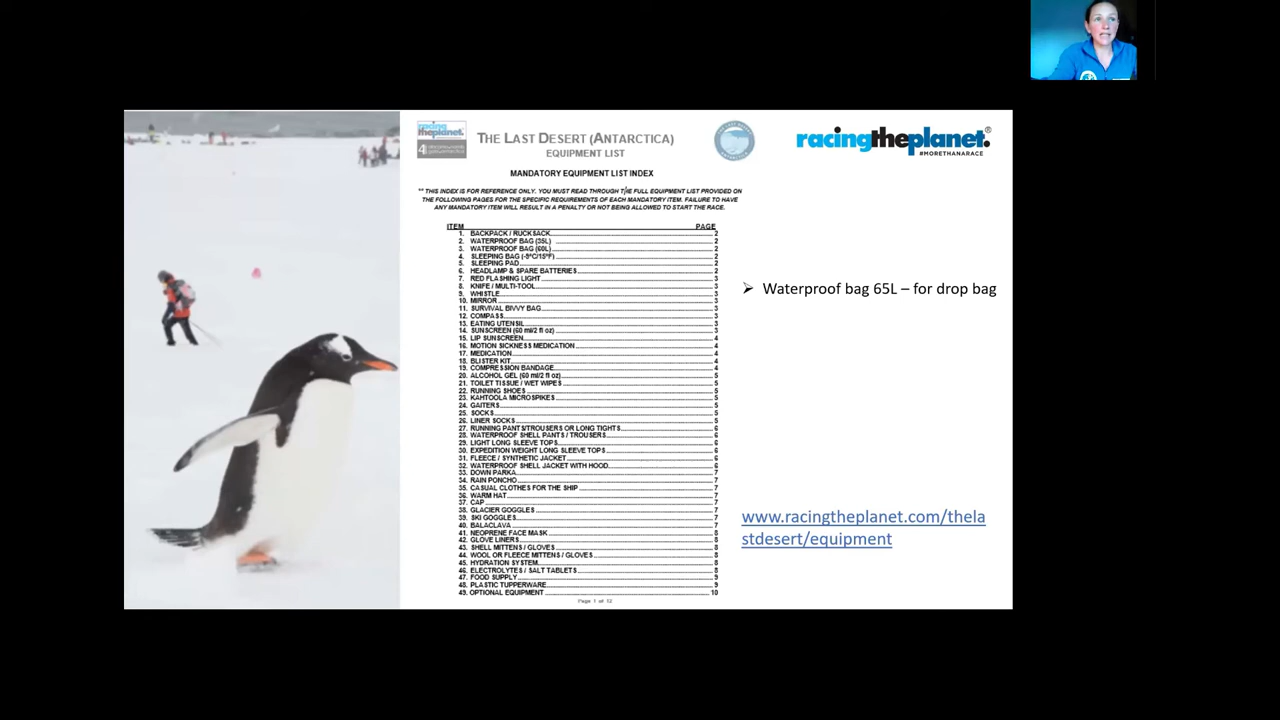 racing
theplanet.
4
THE LAST DESERT (ANTARCTICA)
EQUIPMENT LIST
racingtheplanet.®
#MORETHANARACE
MANDATORY EQUIPMENT LIST INDEX
** THIS INDEX IS FOR REFERENCE ONLY. YOU MUST READ THROUGH THE FULL EQUIPMENT LIST PROVIDED ON
THE FOLLOWING PAGES FOR THE SPECIFIC REQUIREMENTS OF EACH MANDATORY ITEM. FAILURE TO HAVE
ANY MANDATORY ITEM WILL RESULT IN A PENALTY OR NOT BEING ALLOWED TO START THE RACE.
ITEM PAGE
1. BACKPACK / RUCKSACK 2
2. WATERPROOF BAG (35L) 2
3. WATERPROOF BAG (60L) 2
4. SLEEPING BAG (-9°C/15°F) 2
5. SLEEPING PAD 2
6. HEADLAMP & SPARE BATTERIES 2
7. RED FLASHING LIGHT 3
8. KNIFE / MULTI-TOOL 3
9. WHISTLE 3
10. MIRROR 3
11. SURVIVAL BIVVY BAG 3
12. COMPASS 3
13. EATING UTENSIL 3
14. SUNSCREEN (60 ml/2 fl oz) 3
15. LIP SUNSCREEN 4
16. MOTION SICKNESS MEDICATION 4
17. MEDICATION 4
18. BLISTER KIT 4
19. COMPRESSION BANDAGE 4
20. ALCOHOL GEL (60 ml/2 fl oz) 5
21. TOILET TISSUE / WET WIPES 5
22. RUNNING SHOES 5
23. KAHTOOLA MICROSPIKES 5
24. GAITERS 5
25. SOCKS 5
26. LINER SOCKS 5
27. RUNNING PANTS/TROUSERS OR LONG TIGHTS 6
28. WATERPROOF SHELL PANTS / TROUSERS 6
29. LIGHT LONG SLEEVE TOPS 6
30. EXPEDITION WEIGHT LONG SLEEVE TOPS 6
31. FLEECE / SYNTHETIC JACKET 6
32. WATERPROOF SHELL JACKET WITH HOOD 6
33. DOWN PARKA 7
34. RAIN PONCHO 7
35. CASUAL CLOTHES FOR THE SHIP 7
36. WARM HAT 7
37. CAP 7
38. GLACIER GOGGLES 7
39. SKI GOGGLES 7
40. BALACLAVA 7
41. NEOPRENE FACE MASK 8
42. GLOVE LINERS 8
43. SHELL MITTENS / GLOVES 8
44. WOOL OR FLEECE MITTENS / GLOVES 8
45. HYDRATION SYSTEM 8
46. ELECTROLYTES / SALT TABLETS 8
47. FOOD SUPPLY 9
48. PLASTIC TUPPERWARE 9
49. OPTIONAL EQUIPMENT 10
Page 1 of 12
➢ Waterproof bag 65L – for drop bag
www.racingtheplanet.com/thela
stdesert/equipment